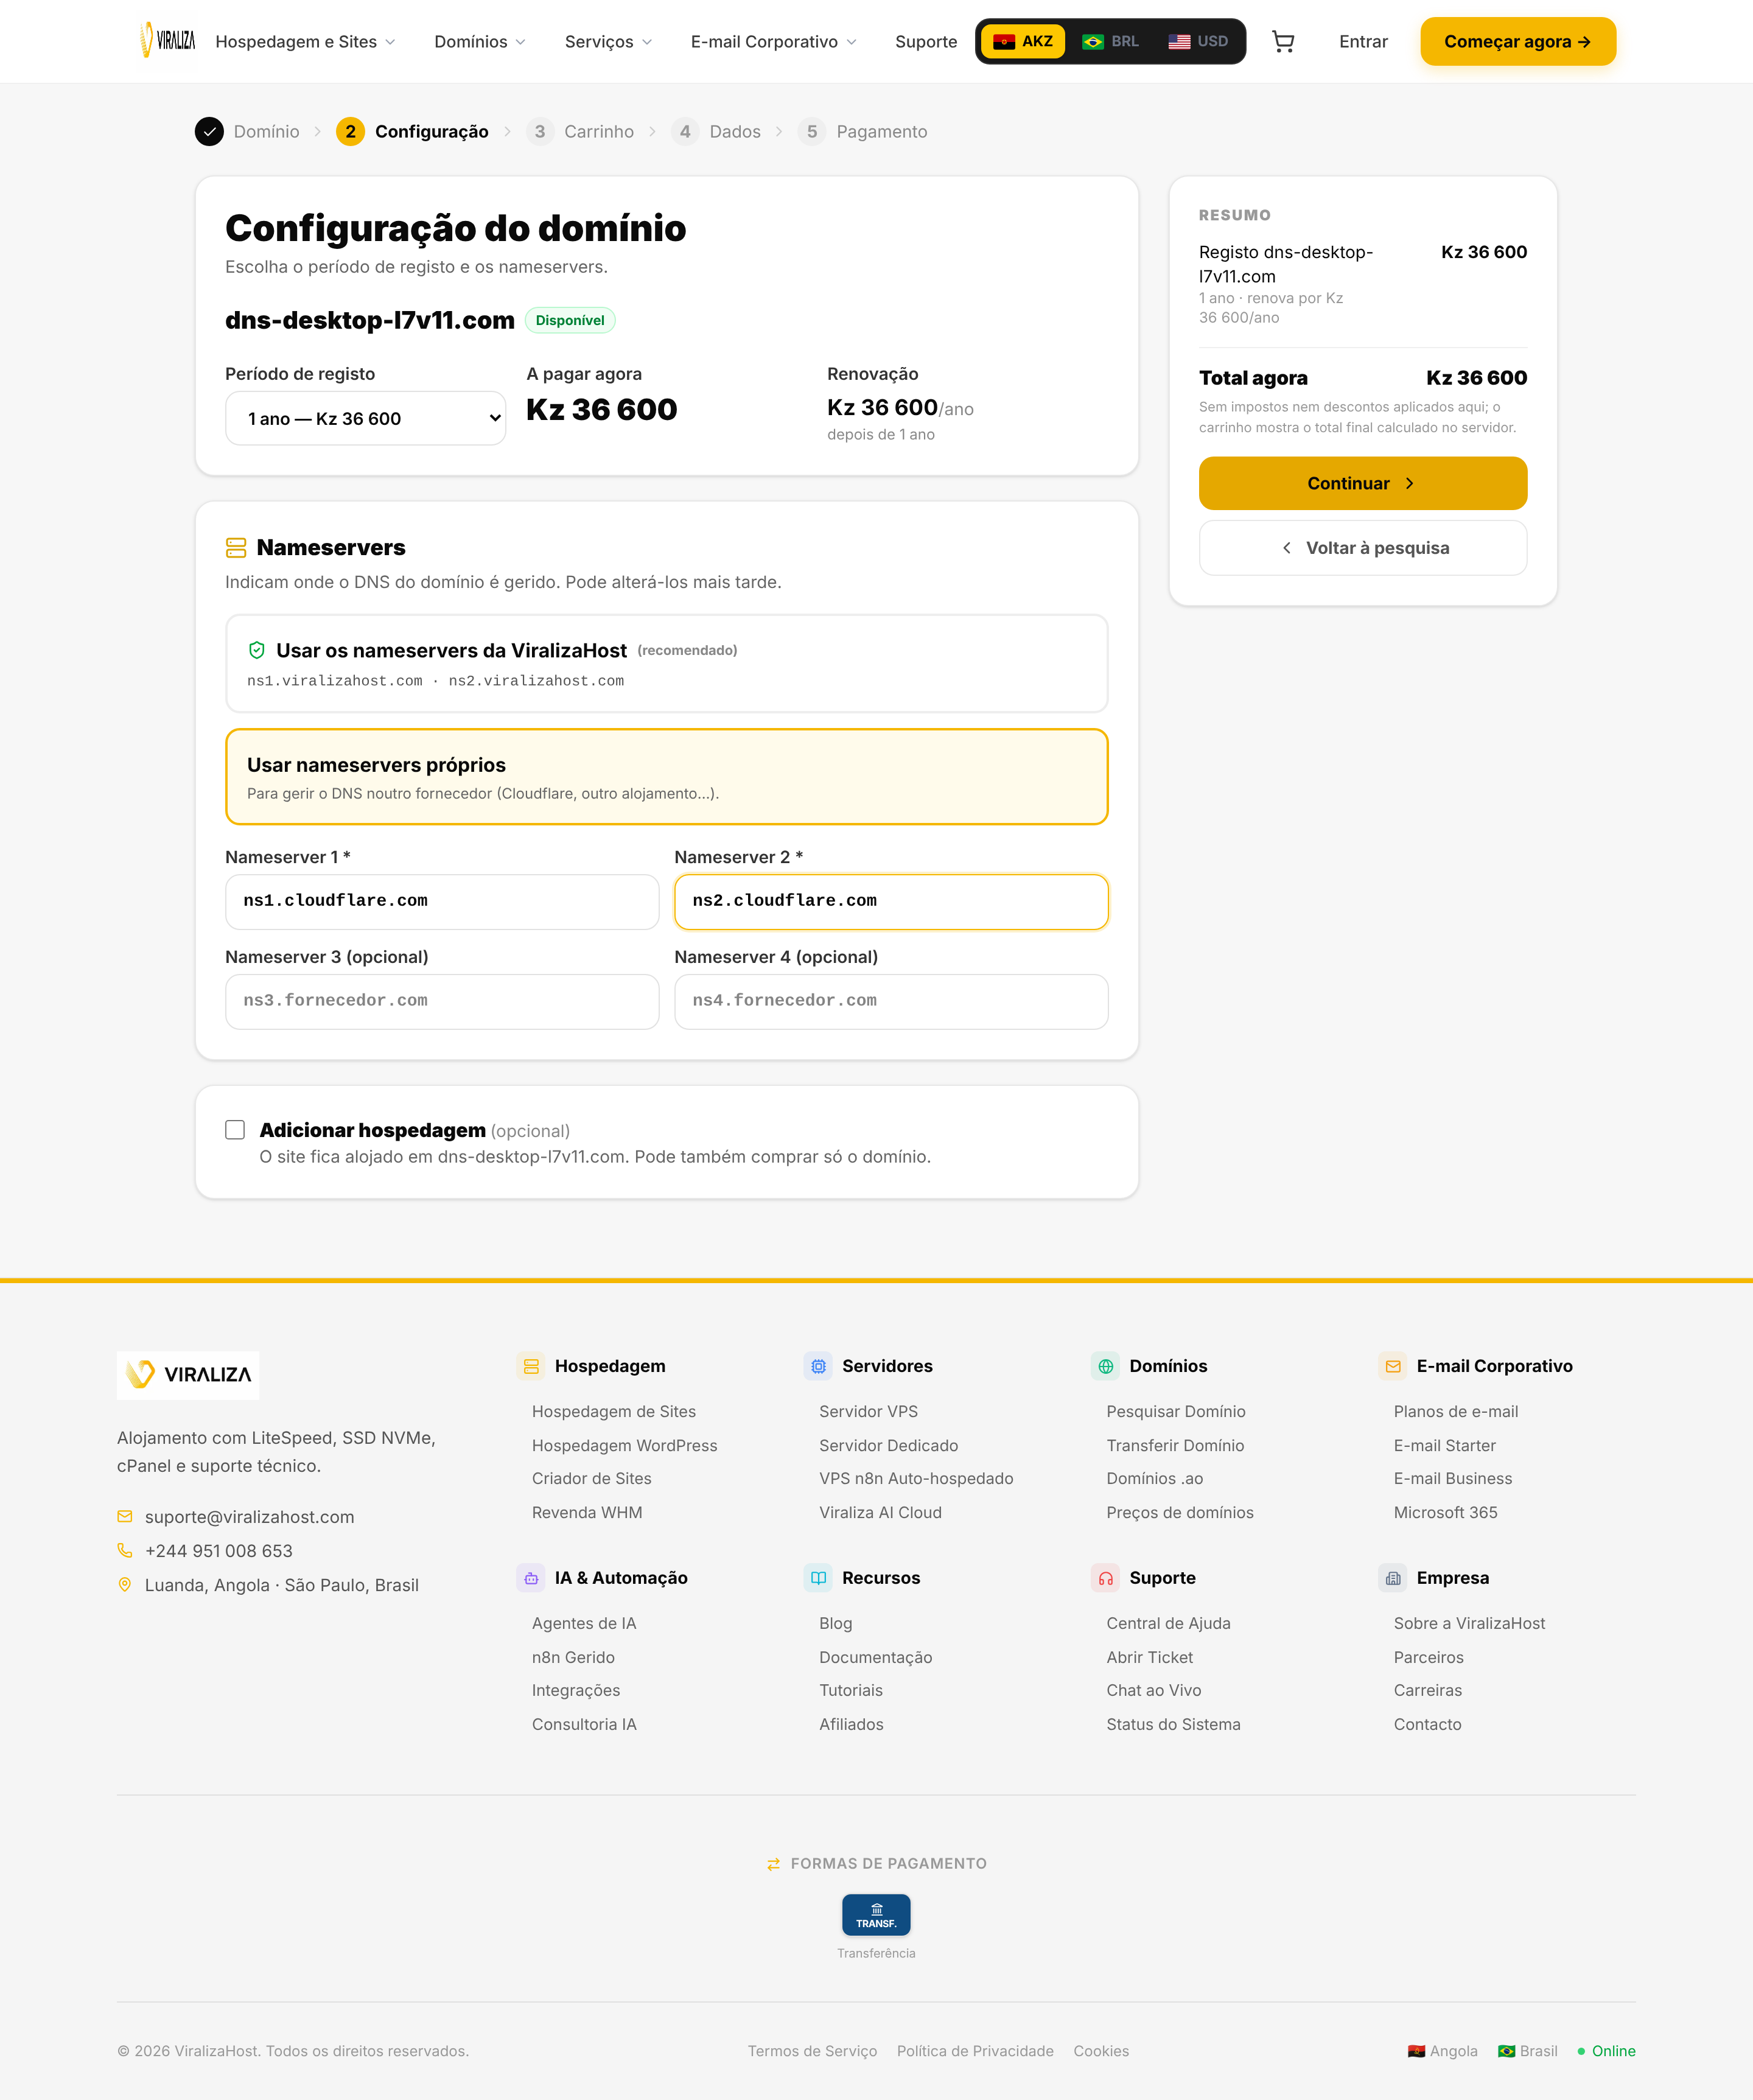 VIRALIZA
Hospedagem e Sites
Domínios
Serviços
E-mail Corporativo
Suporte
AKZ
BRL
USD
Entrar
Começar agora →
Domínio
2 Configuração
3 Carrinho
4 Dados
5 Pagamento
Configuração do domínio
Escolha o período de registo e os nameservers.
dns-desktop-l7v11.com Disponível
Período de registo
1 ano — Kz 36 600
A pagar agora
Kz 36 600
Renovação
Kz 36 600/ano
depois de 1 ano
Nameservers
Indicam onde o DNS do domínio é gerido. Pode alterá-los mais tarde.
Usar os nameservers da ViralizaHost (recomendado)
ns1.viralizahost.com · ns2.viralizahost.com
Usar nameservers próprios
Para gerir o DNS noutro fornecedor (Cloudflare, outro alojamento...).
Nameserver 1 *
ns1.cloudflare.com
Nameserver 2 *
ns2.cloudflare.com
Nameserver 3 (opcional)
ns3.fornecedor.com
Nameserver 4 (opcional)
ns4.fornecedor.com
Adicionar hospedagem (opcional)
O site fica alojado em dns-desktop-l7v11.com. Pode também comprar só o domínio.
RESUMO
Registo dns-desktop-
l7v11.com
Kz 36 600
1 ano · renova por Kz
36 600/ano
Total agora
Kz 36 600
Sem impostos nem descontos aplicados aqui; o
carrinho mostra o total final calculado no servidor.
Continuar
Voltar à pesquisa
VIRALIZA
Alojamento com LiteSpeed, SSD NVMe,
cPanel e suporte técnico.
suporte@viralizahost.com
+244 951 008 653
Luanda, Angola · São Paulo, Brasil
Hospedagem
Hospedagem de Sites
Hospedagem WordPress
Criador de Sites
Revenda WHM
Servidores
Servidor VPS
Servidor Dedicado
VPS n8n Auto-hospedado
Viraliza AI Cloud
Domínios
Pesquisar Domínio
Transferir Domínio
Domínios .ao
Preços de domínios
E-mail Corporativo
Planos de e-mail
E-mail Starter
E-mail Business
Microsoft 365
IA & Automação
Agentes de IA
n8n Gerido
Integrações
Consultoria IA
Recursos
Blog
Documentação
Tutoriais
Afiliados
Suporte
Central de Ajuda
Abrir Ticket
Chat ao Vivo
Status do Sistema
Empresa
Sobre a ViralizaHost
Parceiros
Carreiras
Contacto
FORMAS DE PAGAMENTO
TRANSF.
Transferência
© 2026 ViralizaHost. Todos os direitos reservados.
Termos de Serviço
Política de Privacidade
Cookies
Angola
Brasil
Online